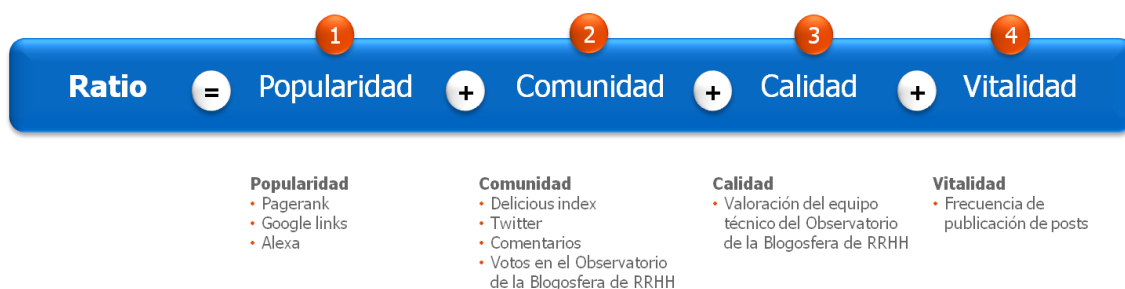 1 2 3 4
Ratio = Popularidad + Comunidad + Calidad + Vitalidad
Popularidad
• Pagerank
• Google links
• Alexa
Comunidad
• Delicious index
• Twitter
• Comentarios
• Votos en el Observatorio
de la Blogosfera de RRHH
Calidad
• Valoración del equipo
técnico del Observatorio
de la Blogosfera de RRHH
Vitalidad
• Frecuencia de
publicación de posts